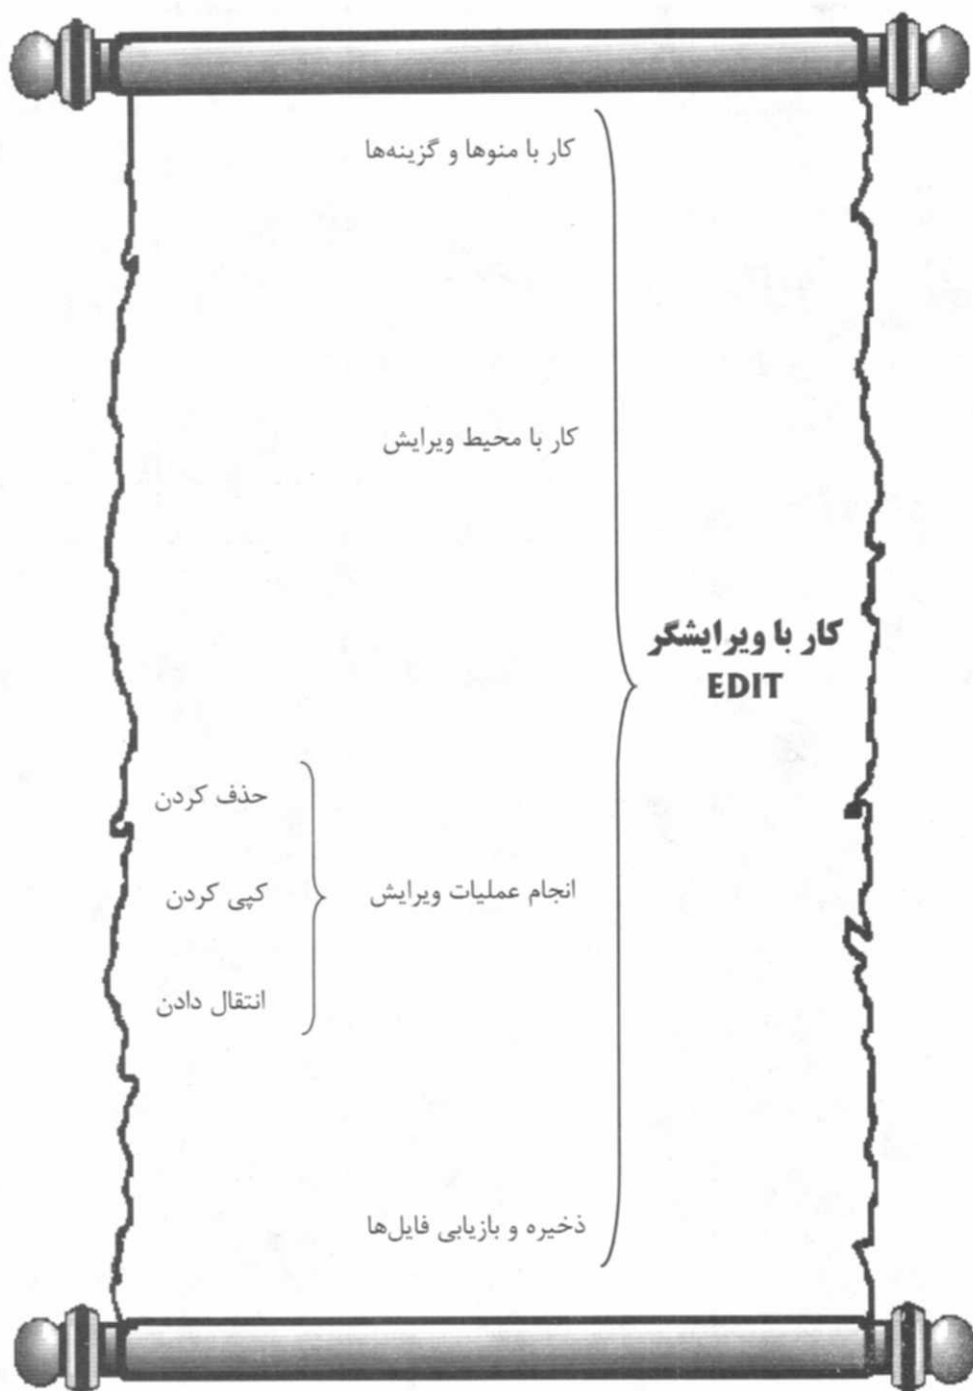 کار با ویرایشگر
EDIT
کار با منوها و گزینه‌ها
کار با محیط ویرایش
انجام عملیات ویرایش
حذف کردن
کپی کردن
انتقال دادن
ذخیره و بازیابی فایل‌ها